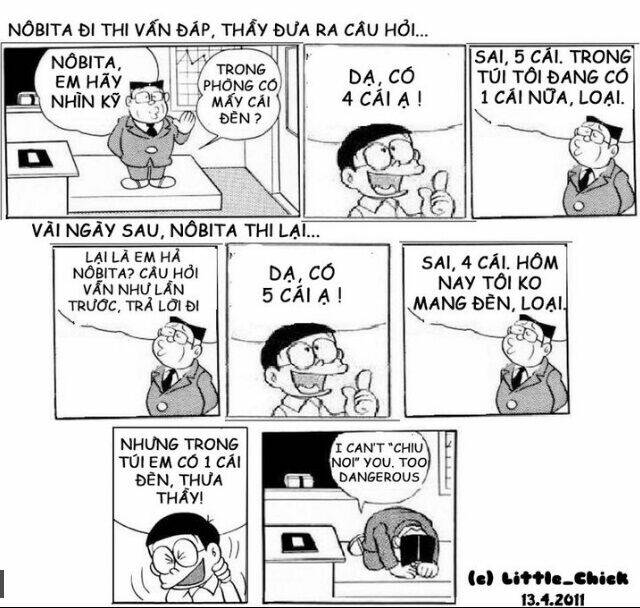 NÔBITA ĐI THI VẤN ĐÁP, THẦY ĐƯA RA CÂU HỎI...
NÔBITA,
EM HÃY
NHÌN KỸ
TRONG
PHÒNG CÓ
MẤY CÁI
ĐÈN ?
DẠ, CÓ
4 CÁI Ạ !
SAI, 5 CÁI. TRONG
TÚI TÔI ĐANG CÓ
1 CÁI NỮA, LOẠI.
VÀI NGÀY SAU, NÔBITA THI LẠI...
LẠI LÀ EM HẢ
NÔBITA? CÂU HỎI
VẪN NHƯ LẦN
TRƯỚC, TRẢ LỜI ĐI
DẠ, CÓ
5 CÁI Ạ !
SAI, 4 CÁI. HÔM
NAY TÔI KO
MANG ĐÈN, LOẠI.
NHƯNG TRONG
TÚI EM CÓ 1 CÁI
ĐÈN, THƯA
THẦY!
I CAN'T "CHIU
NOI" YOU. TOO
DANGEROUS
(c) Little_Chick
13.4.2011